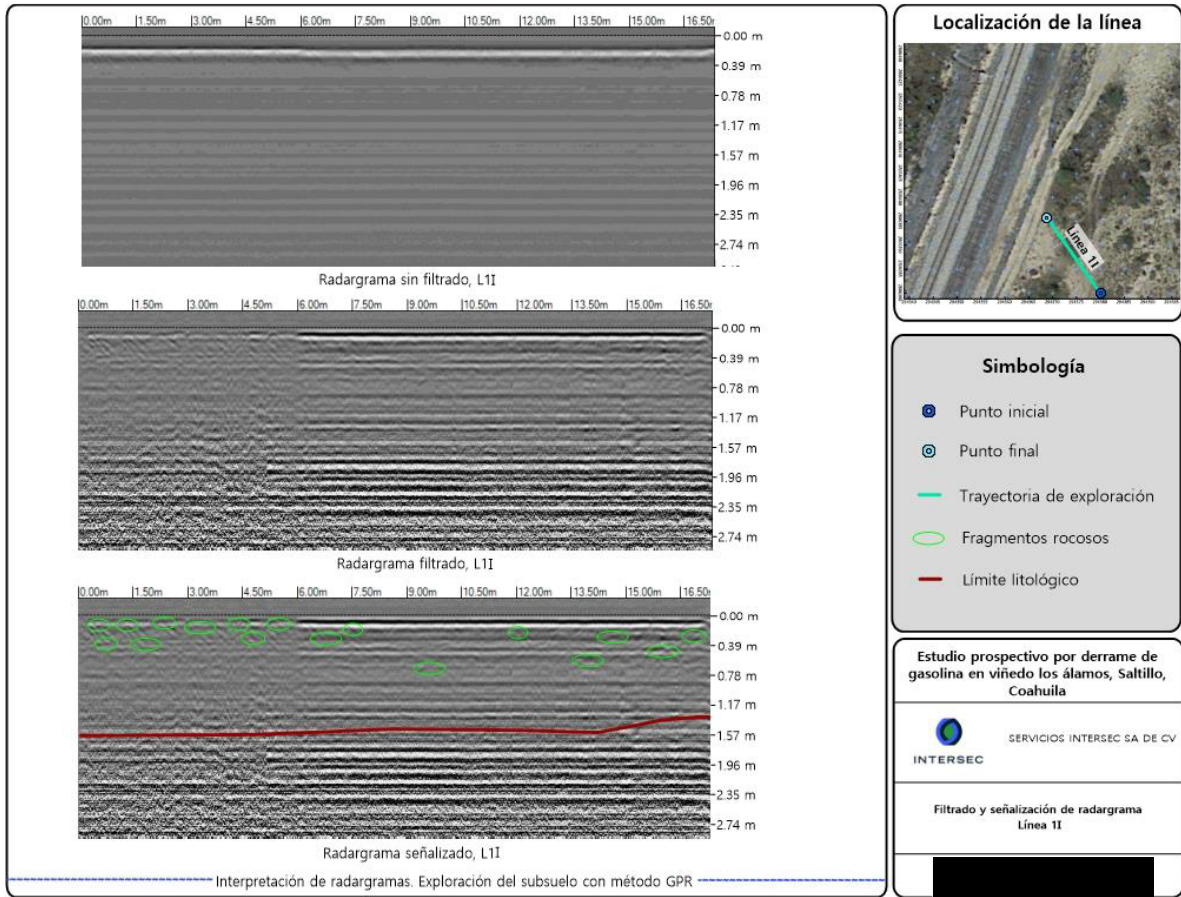 0.00m 1.50m 3.00m 4.50m 6.00m 7.50m 9.00m 10.50m 12.00m 13.50m 15.00m 16.50r
0.00 m
0.39 m
0.78 m
1.17 m
1.57 m
1.96 m
2.35 m
2.74 m
Radargrama sin filtrado, L1I
0.00m 1.50m 3.00m 4.50m 6.00m 7.50m 9.00m 10.50m 12.00m 13.50m 15.00m 16.50r
0.00 m
0.39 m
0.78 m
1.17 m
1.57 m
1.96 m
2.35 m
2.74 m
Radargrama filtrado, L1I
0.00m 1.50m 3.00m 4.50m 6.00m 7.50m 9.00m 10.50m 12.00m 13.50m 15.00m 16.50r
0.00 m
0.39 m
0.78 m
1.17 m
1.57 m
1.96 m
2.35 m
2.74 m
Radargrama señalizado, L1I
Interpretación de radargramas. Exploración del subsuelo con método GPR
Localización de la línea
Línea 1I
Simbología
Punto inicial
Punto final
Trayectoria de exploración
Fragmentos rocosos
Límite litológico
Estudio prospectivo por derrame de
gasolina en viñedo los álamos, Saltillo,
Coahuila
INTERSEC
SERVICIOS INTERSEC SA DE CV
Filtrado y señalización de radargrama
Línea 1I